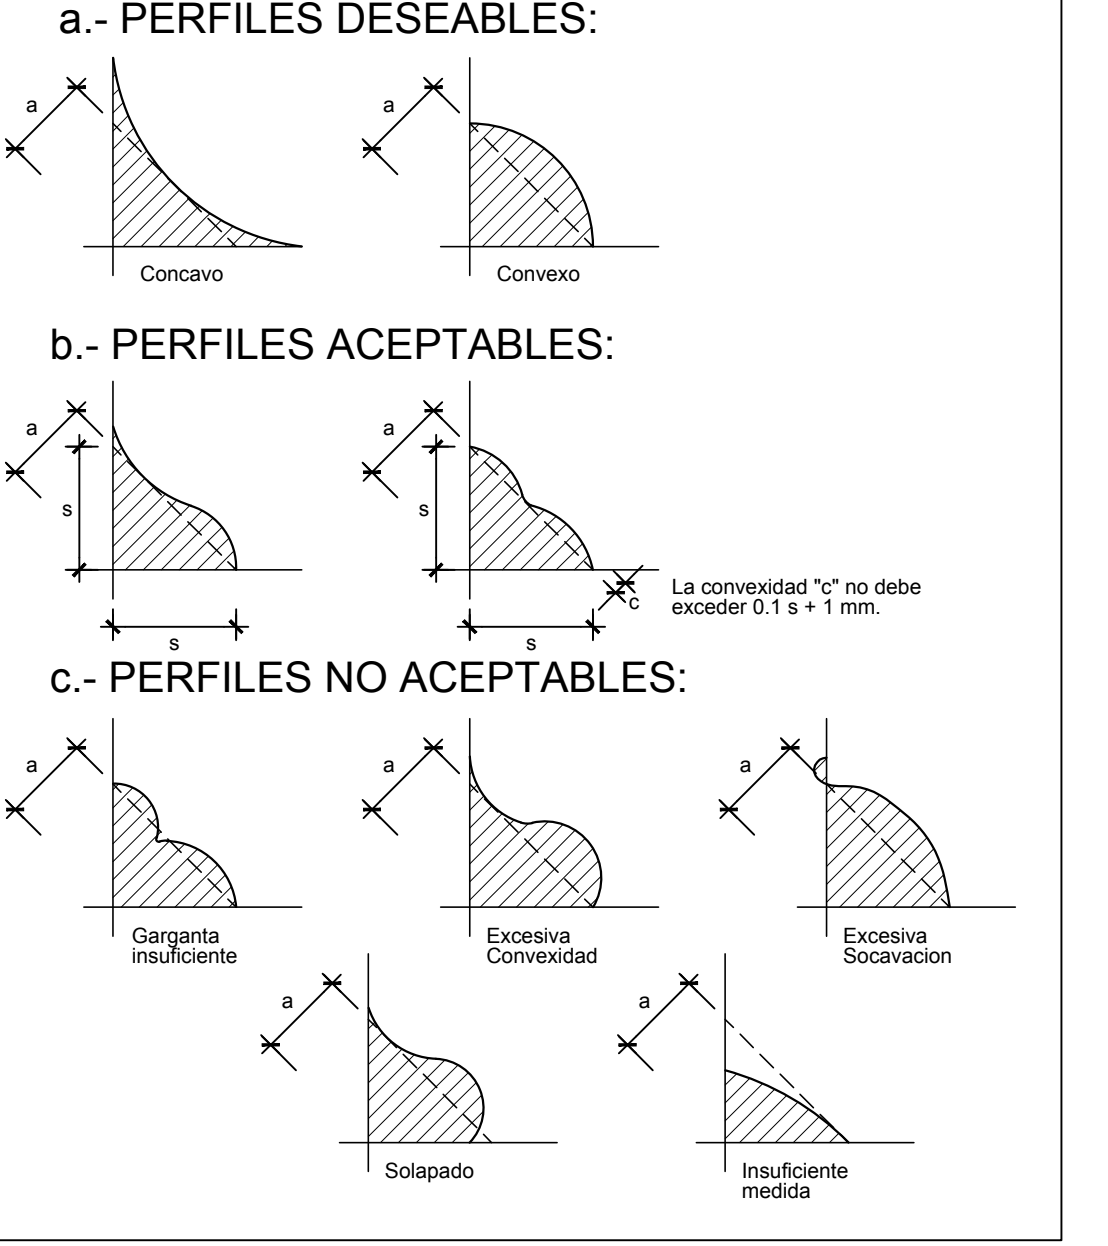 a.- PERFILES DESEABLES:
a
a
Concavo
Convexo
b.- PERFILES ACEPTABLES:
a
a
s
s
c
La convexidad "c" no debe
exceder 0.1 s + 1 mm.
s
s
c.- PERFILES NO ACEPTABLES:
a
a
a
Garganta
insuficiente
Excesiva
Convexidad
Excesiva
Socavacion
a
a
Solapado
Insuficiente
medida